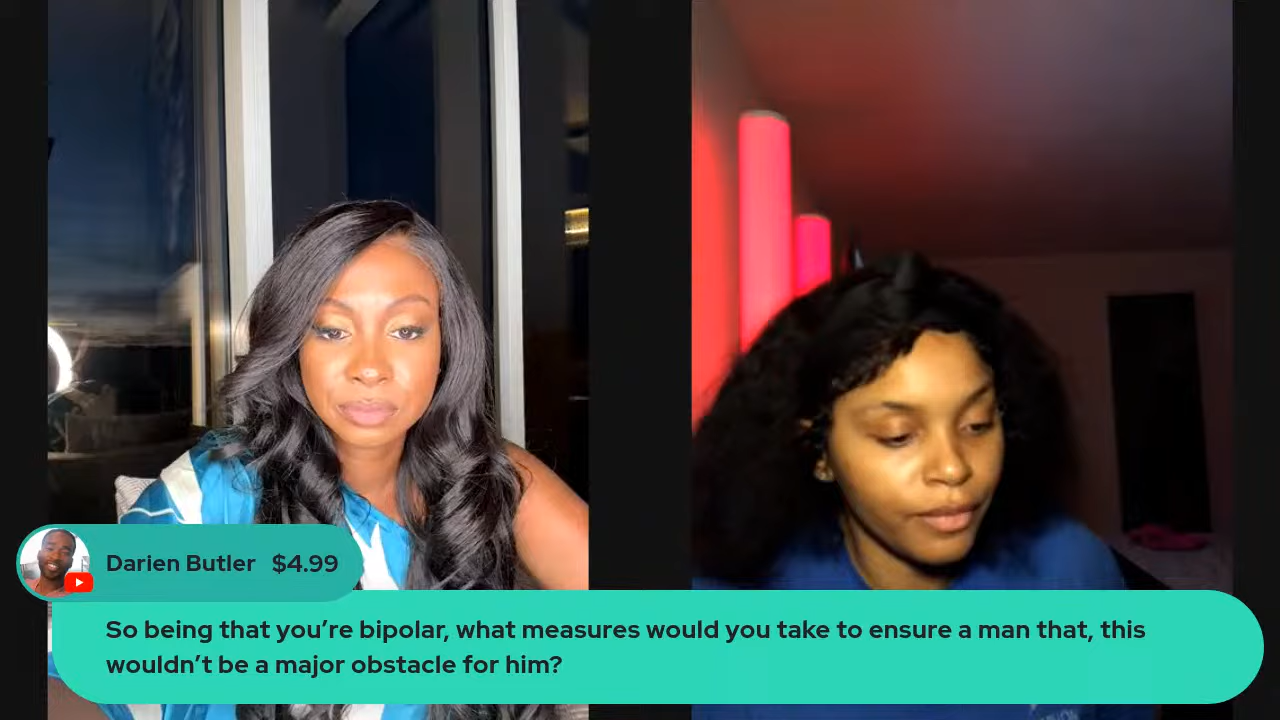 Darien Butler $4.99
So being that you’re bipolar, what measures would you take to ensure a man that, this
wouldn’t be a major obstacle for him?